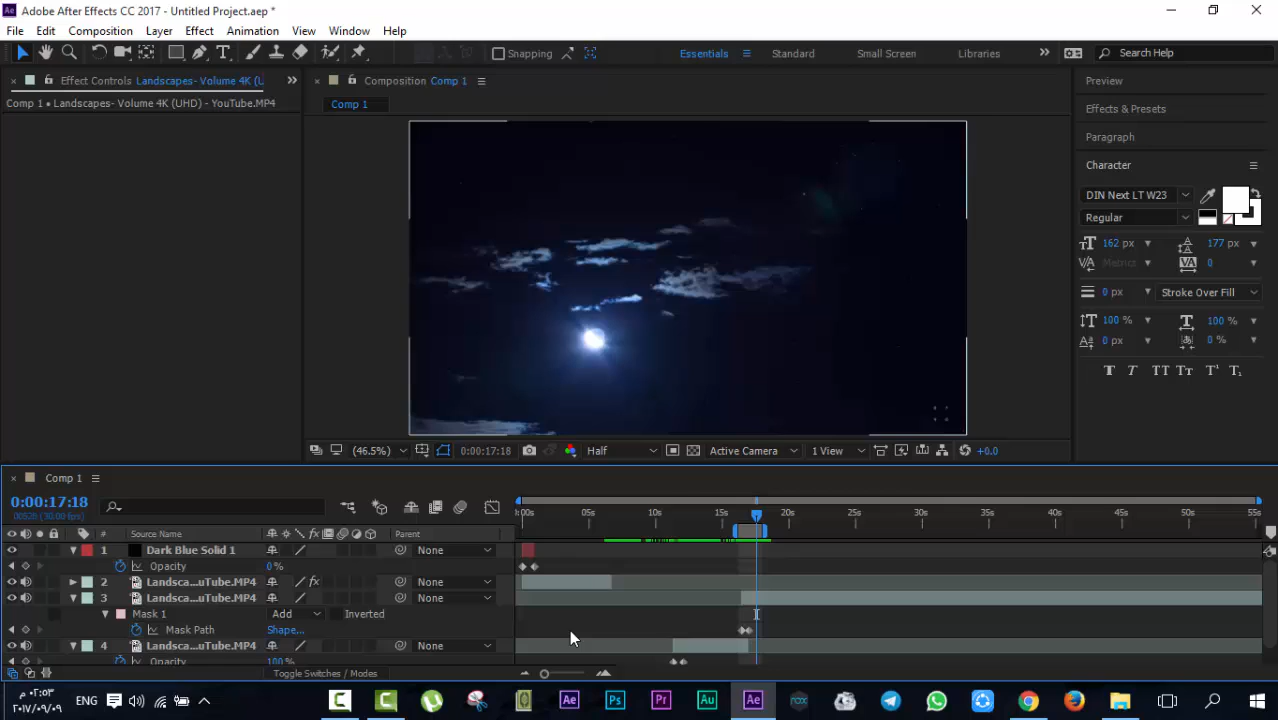 Adobe After Effects CC 2017 - Untitled Project.aep *
File Edit Composition Layer Effect Animation View Window Help
Snapping Essentials Standard Small Screen Libraries Search Help
Effect Controls Landscapes- Volume 4K (U
Composition Comp 1
Preview
Comp 1 • Landscapes- Volume 4K (UHD) - YouTube.MP4
Comp 1
Effects & Presets
Paragraph
Character
DIN Next LT W23
Regular
162 px 177 px
Metrics 0
0 px Stroke Over Fill
100 % 100 %
0 px 0 %
(46.5%) 0:00:17:18 Half Active Camera 1 View +0.0
Comp 1
0:00:17:18
:00s 05s 10s 15s 20s 25s 30s 35s 40s 45s 50s 55s
# Source Name Parent
1 Dark Blue Solid 1 None
Opacity 0 %
2 Landsca...uTube.MP4 None
3 Landsca...uTube.MP4 None
Mask 1 Add Inverted
Mask Path Shape...
4 Landsca...uTube.MP4 None
Opacity 100 %
Toggle Switches / Modes
ENG
٠٢:٥٣ م
٢٠١٧/٠٩/٠٩